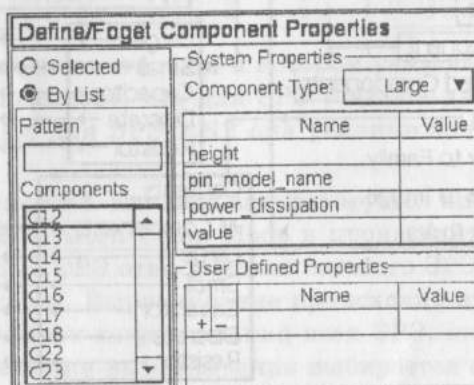 Define/Foget Component Properties
Selected
By List
Pattern
Components
C12
C13
C14
C15
C16
C17
C18
C22
C23
System Properties
Component Type: Large
Name Value
height
pin_model_name
power_dissipation
value
User Defined Properties
Name Value
+ -